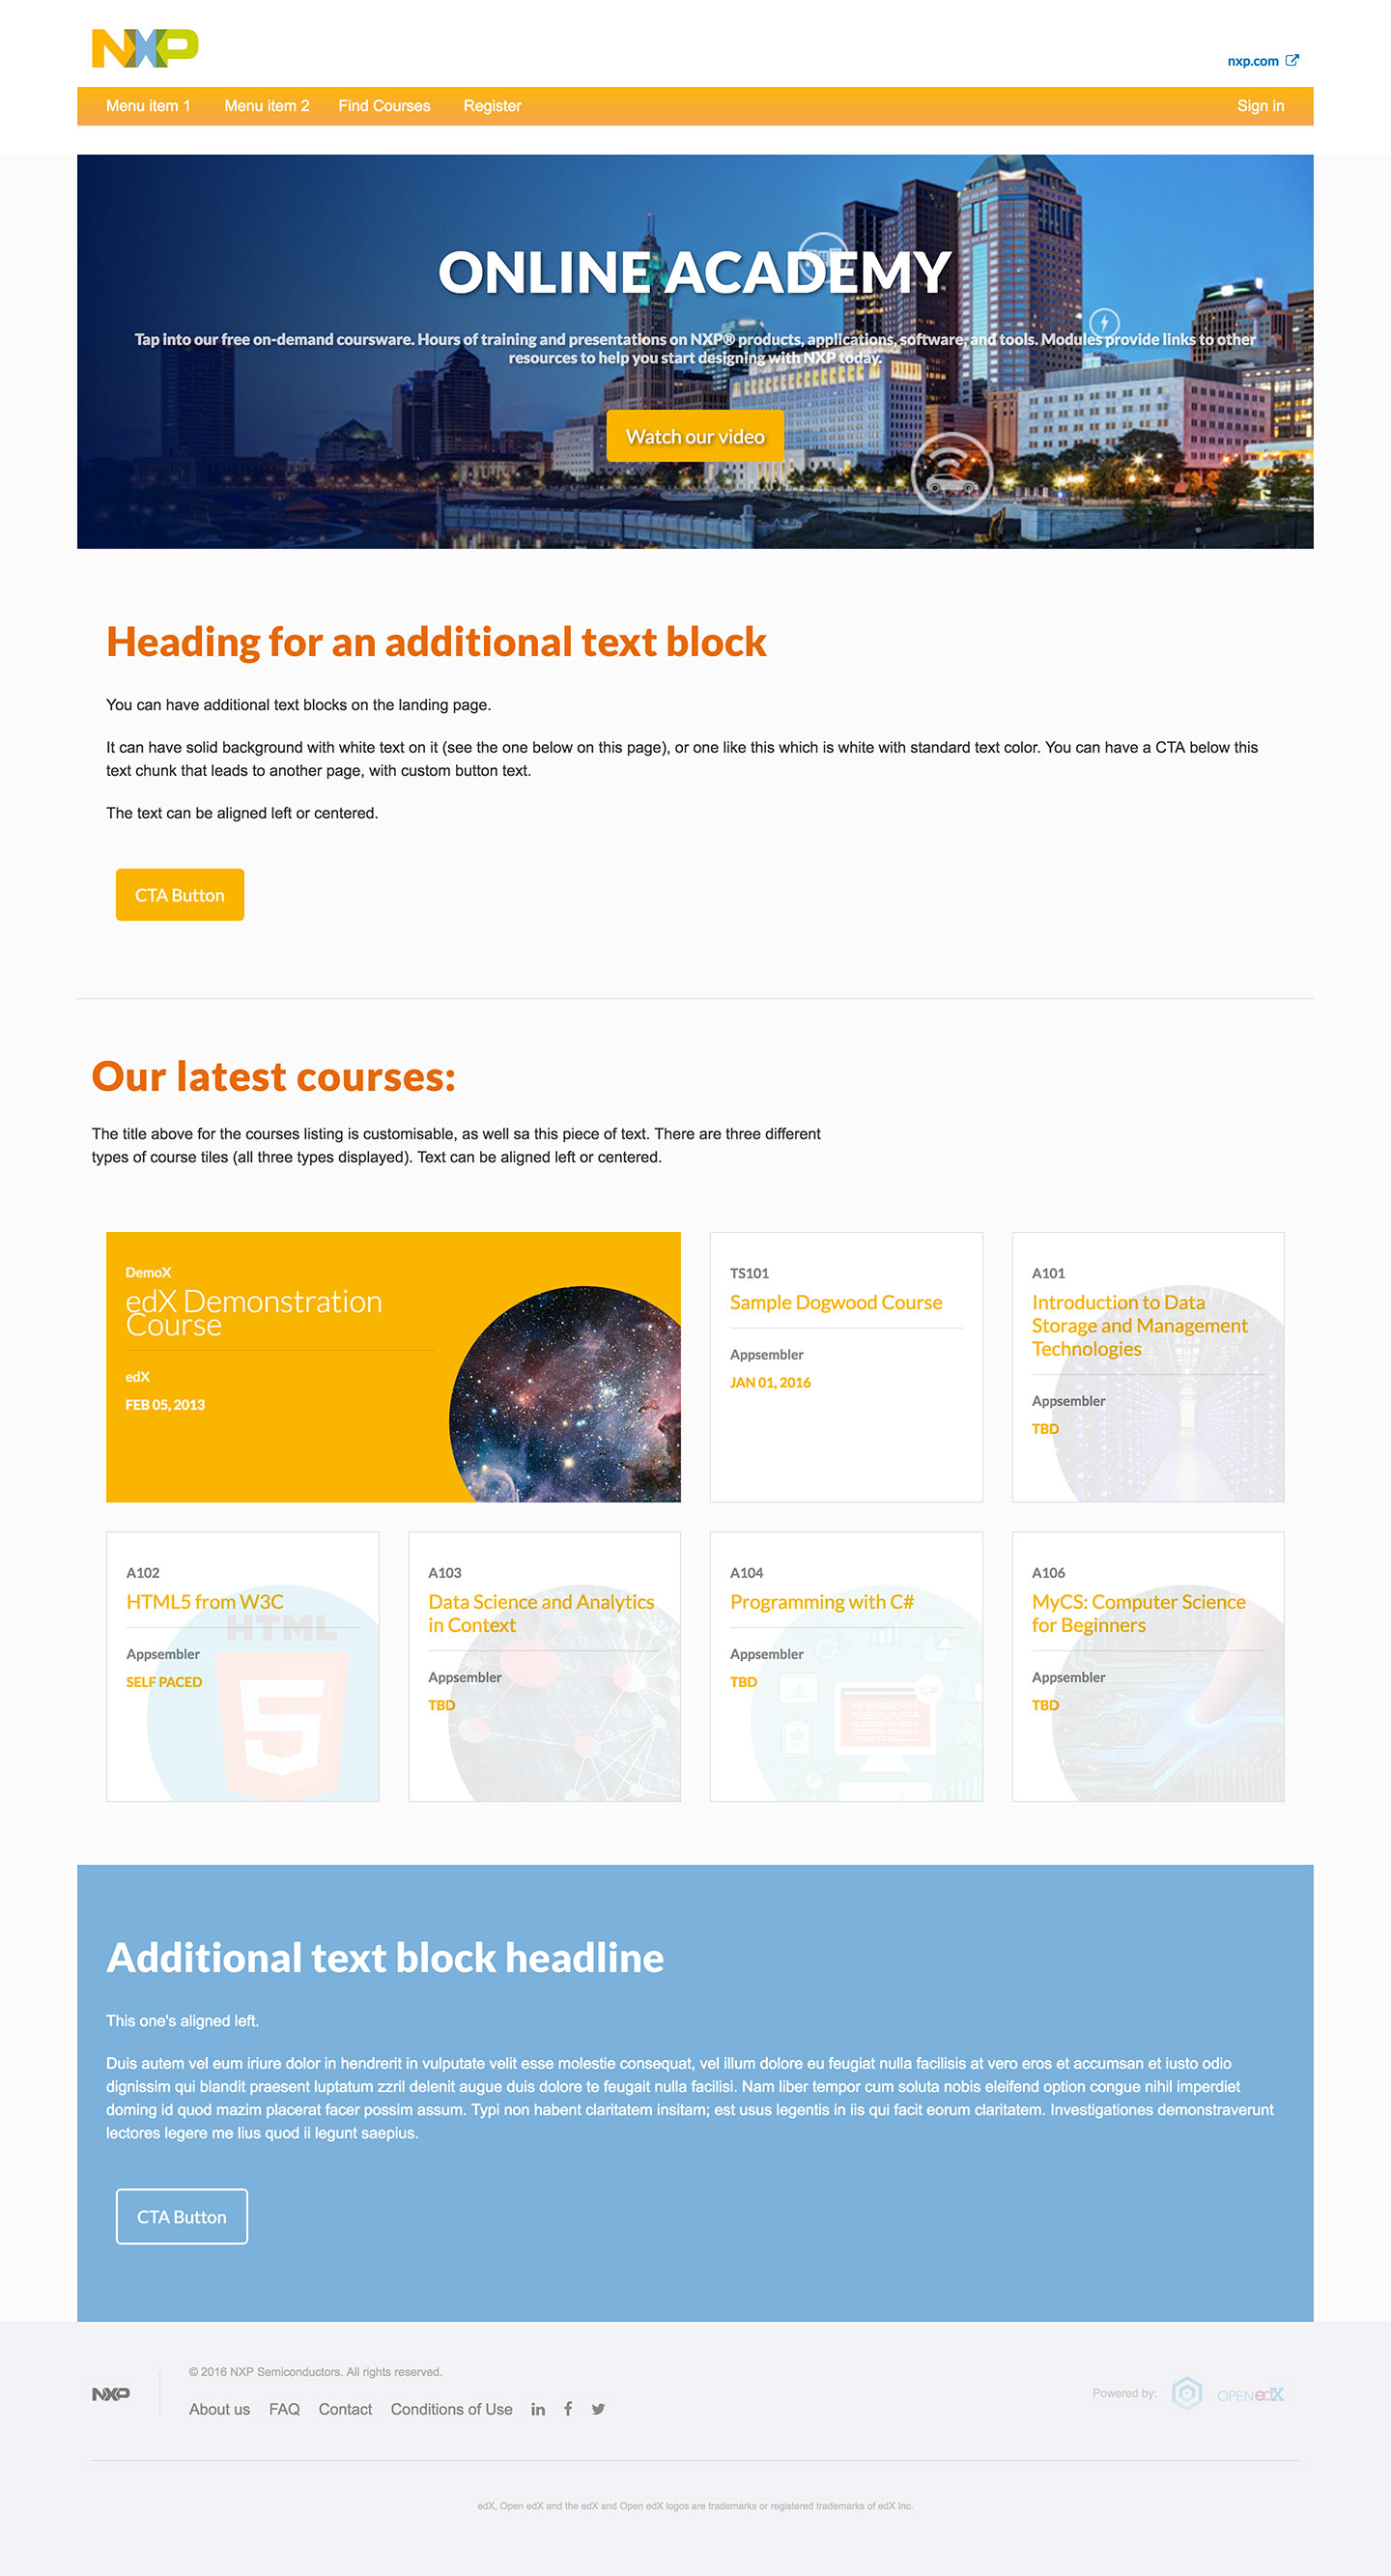 NXP
nxp.com
Menu item 1 Menu item 2 Find Courses Register Sign in
ONLINE ACADEMY
Tap into our free on-demand coursware. Hours of training and presentations on NXP® products, applications, software, and tools. Modules provide links to other
resources to help you start designing with NXP today.
Watch our video
Heading for an additional text block
You can have additional text blocks on the landing page.
It can have solid background with white text on it (see the one below on this page), or one like this which is white with standard text color. You can have a CTA below this
text chunk that leads to another page, with custom button text.
The text can be aligned left or centered.
CTA Button
Our latest courses:
The title above for the courses listing is customisable, as well sa this piece of text. There are three different
types of course tiles (all three types displayed). Text can be aligned left or centered.
DemoX
edX Demonstration
Course
edX
FEB 05, 2013
TS101
Sample Dogwood Course
Appsembler
JAN 01, 2016
A101
Introduction to Data
Storage and Management
Technologies
Appsembler
TBD
A102
HTML5 from W3C
HTML
Appsembler
SELF PACED
5
A103
Data Science and Analytics
in Context
Appsembler
TBD
A104
Programming with C#
Appsembler
TBD
C#
A106
MyCS: Computer Science
for Beginners
Appsembler
TBD
Additional text block headline
This one's aligned left.
Duis autem vel eum iriure dolor in hendrerit in vulputate velit esse molestie consequat, vel illum dolore eu feugiat nulla facilisis at vero eros et accumsan et iusto odio
dignissim qui blandit praesent luptatum zzril delenit augue duis dolore te feugait nulla facilisi. Nam liber tempor cum soluta nobis eleifend option congue nihil imperdiet
doming id quod mazim placerat facer possim assum. Typi non habent claritatem insitam; est usus legentis in iis qui facit eorum claritatem. Investigationes demonstraverunt
lectores legere me lius quod ii legunt saepius.
CTA Button
NXP
© 2016 NXP Semiconductors. All rights reserved.
About us FAQ Contact Conditions of Use
Powered by: OPEN edX
edX, Open edX and the edX and Open edX logos are trademarks or registered trademarks of edX Inc.